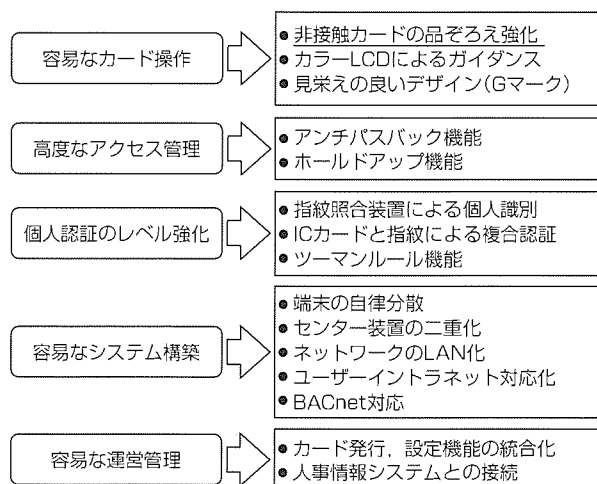 容易なカード操作
●非接触カードの品ぞろえ強化
●カラーLCDによるガイダンス
●見栄えの良いデザイン(Gマーク)
高度なアクセス管理
●アンチパスバック機能
●ホールドアップ機能
個人認証のレベル強化
●指紋照合装置による個人識別
●ICカードと指紋による複合認証
●ツーマンルール機能
容易なシステム構築
●端末の自律分散
●センター装置の二重化
●ネットワークのLAN化
●ユーザーイントラネット対応化
●BACnet対応
容易な運営管理
●カード発行，設定機能の統合化
●人事情報システムとの接続